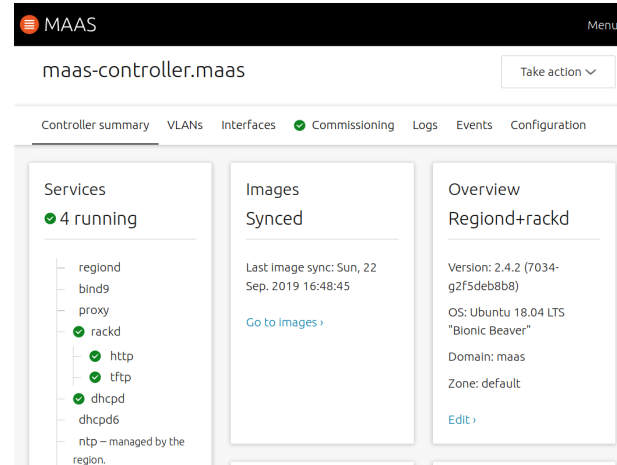 MAAS
Menu
maas-controller.maas
Take action
Controller summary VLANs Interfaces Commissioning Logs Events Configuration
Services
4 running
regiond
bind9
proxy
rackd
http
tftp
dhcpd
dhcpd6
ntp – managed by the
region.
Images
Synced
Last image sync: Sun, 22
Sep. 2019 16:48:45
Go to images ›
Overview
Regiond+rackd
Version: 2.4.2 (7034-
g2f5deb8b8)
OS: Ubuntu 18.04 LTS
"Bionic Beaver"
Domain: maas
Zone: default
Edit ›